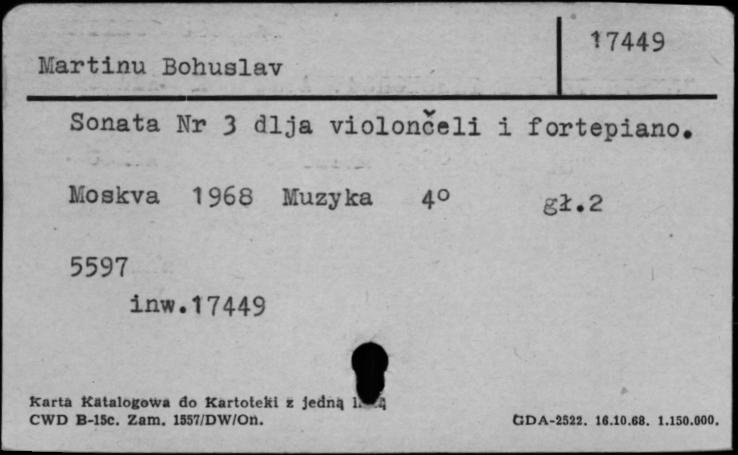 17449
Martinu Bohuslav
Sonata Nr 3 dlja violončeli i fortepiano.
Moskva 1968 Muzyka 4o gł.2
5597
inw.17449
Karta Katalogowa do Kartoteki z jedną
CWD B-15c. Zam. 1557/DW/On. GDA-2522. 16.10.68. 1.150.000.